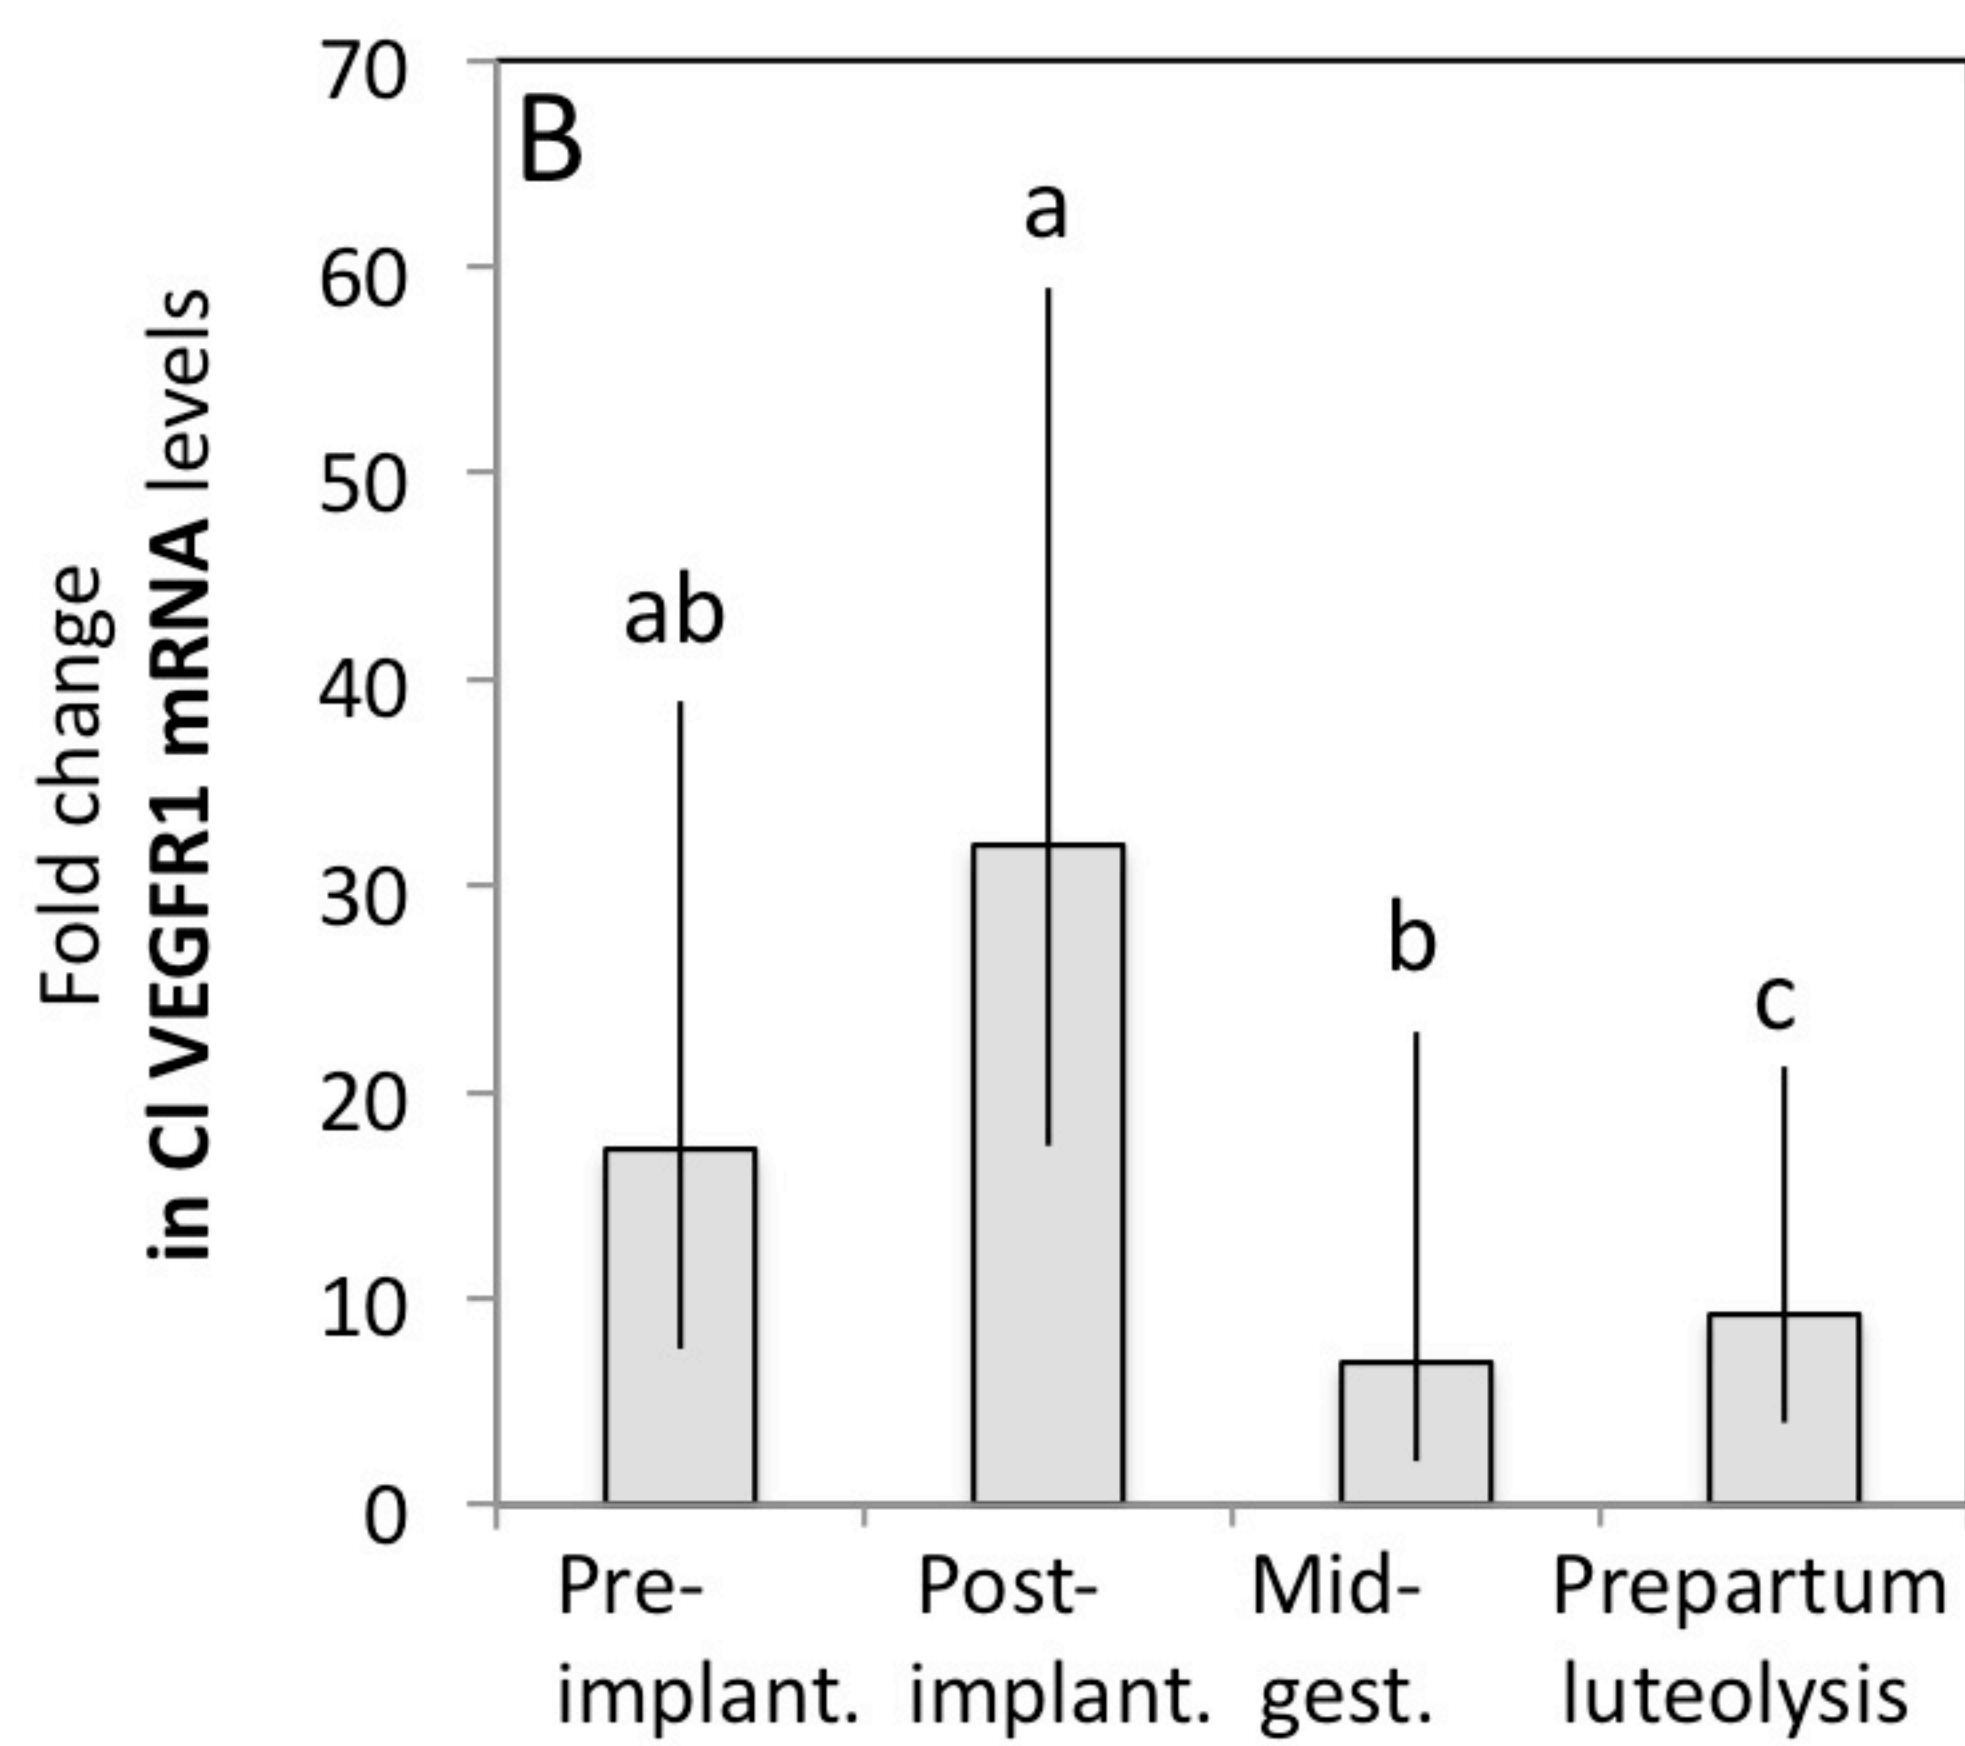 Fold change
in Cl VEGFR1 mRNA levels
70
60
50
40
30
20
10
0
B
ab
a
b
c
Pre-
implant.
Post-
implant.
Mid-
gest.
Prepartum
luteolysis